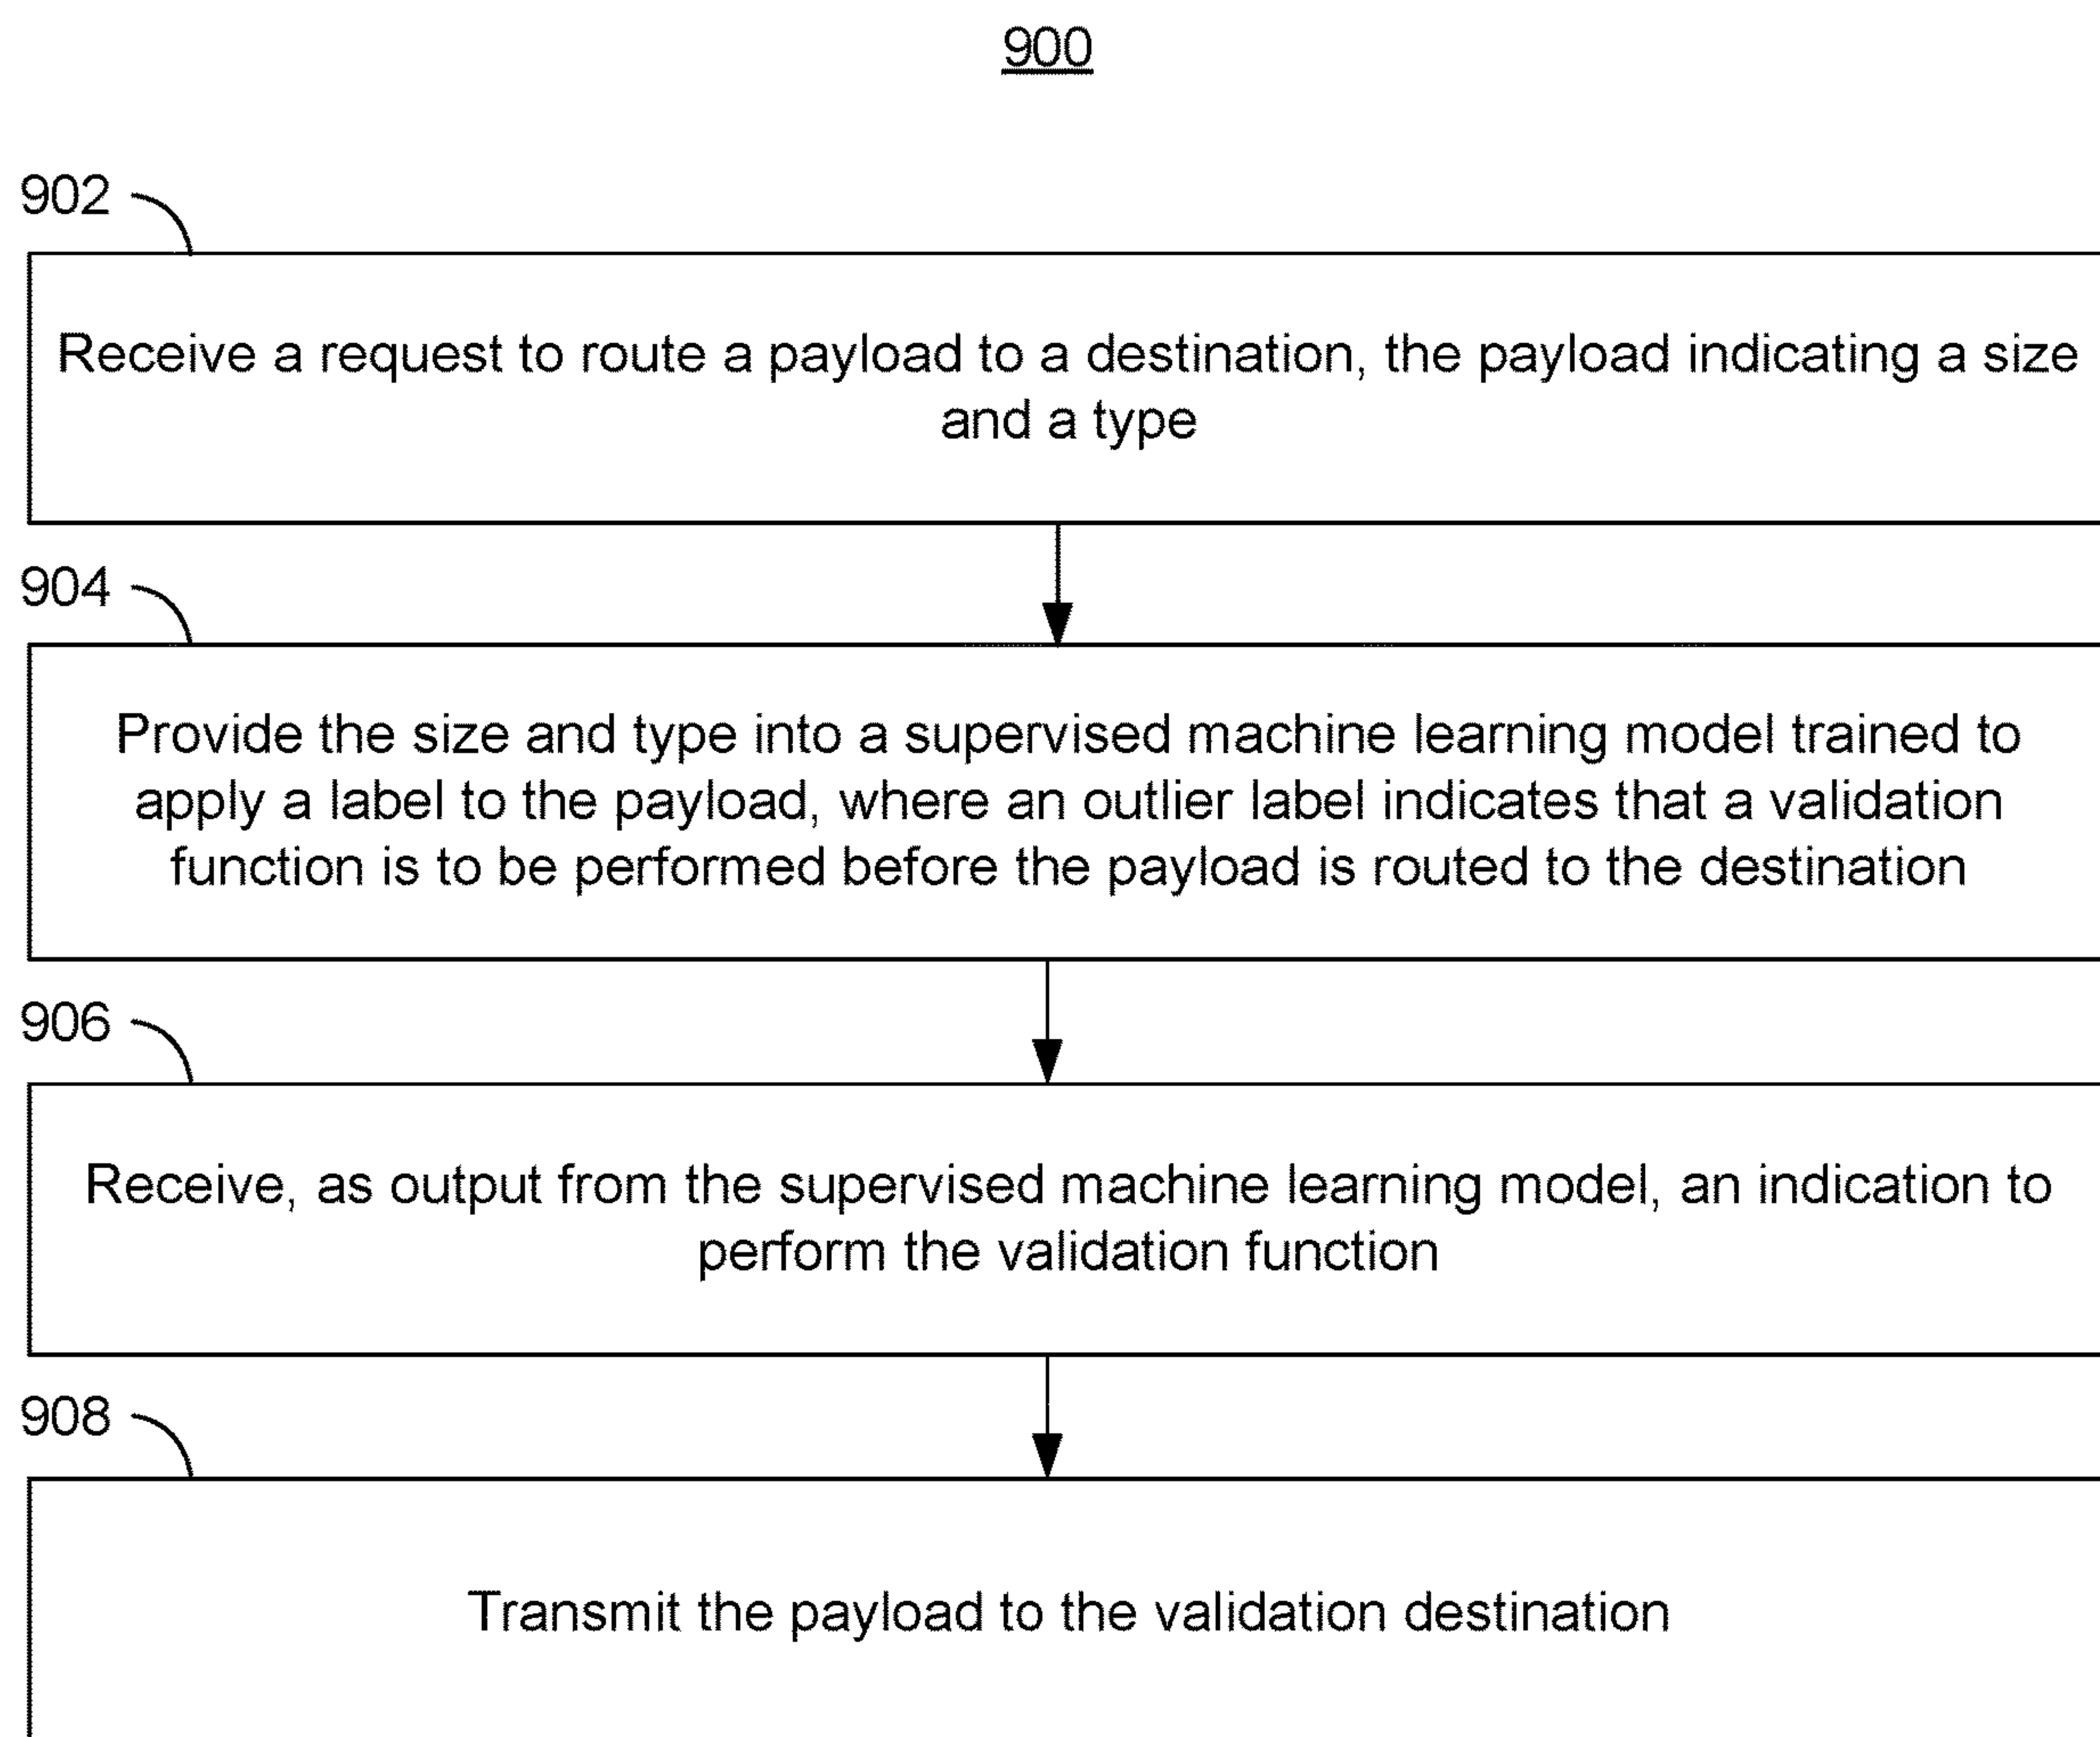 900
902
Receive a request to route a payload to a destination, the payload indicating a size
and a type
904
Provide the size and type into a supervised machine learning model trained to
apply a label to the payload, where an outlier label indicates that a validation
function is to be performed before the payload is routed to the destination
906
Receive, as output from the supervised machine learning model, an indication to
perform the validation function
908
Transmit the payload to the validation destination